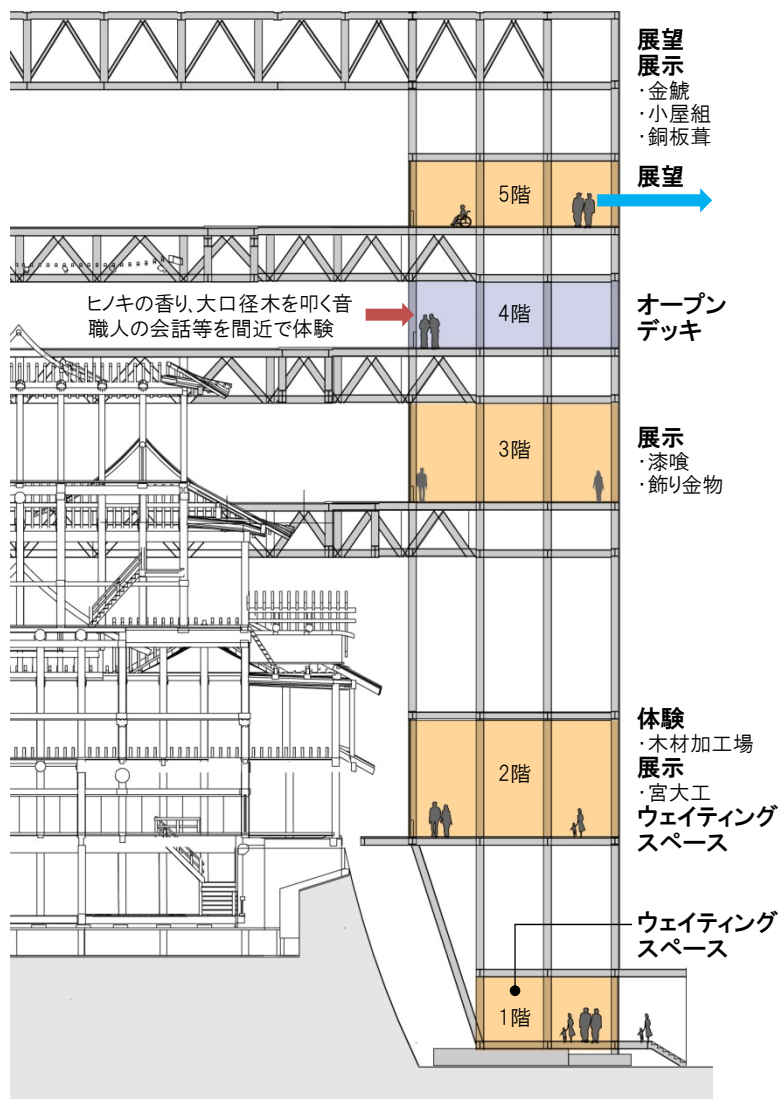 展望
展示
・金鯱
・小屋組
・銅板葺
展望
5階
ヒノキの香り、大口径木を叩く音
職人の会話等を間近で体験
4階
オープン
デッキ
3階
展示
・漆喰
・飾り金物
2階
体験
・木材加工場
展示
・宮大工
ウェイティング
スペース
ウェイティング
スペース
1階